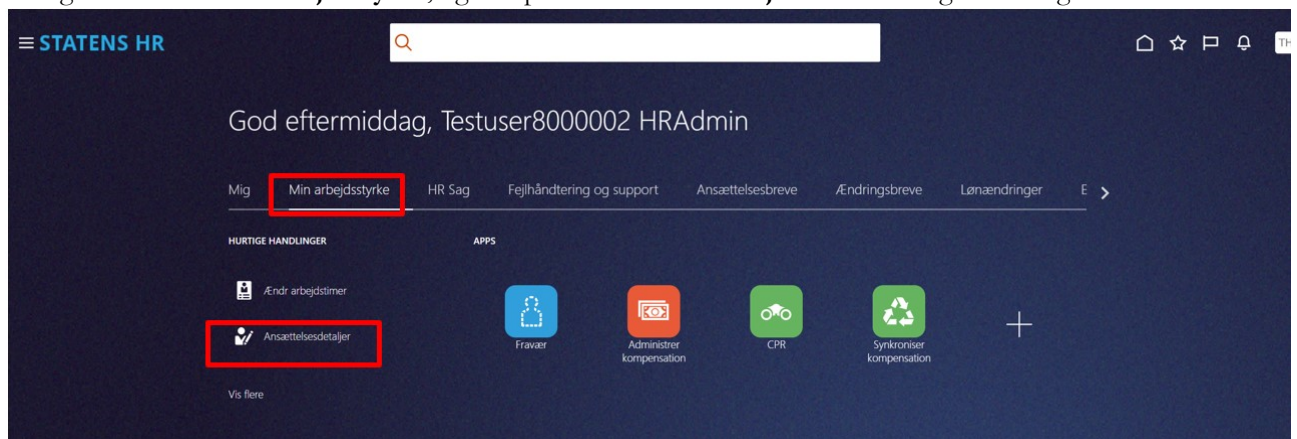 STATENS HR
TH
God eftermiddag, Testuser8000002 HRAdmin
Mig Min arbejdsstyrke HR Sag Fejlhåndtering og support Ansættelsesbreve Ændringsbreve Lønændringer E
HURTIGE HANDLINGER APPS
Ændr arbejdstimer
Ansættelsesdetaljer
Fravær Administrer kompensation CPR Synkroniser kompensation
Vis flere